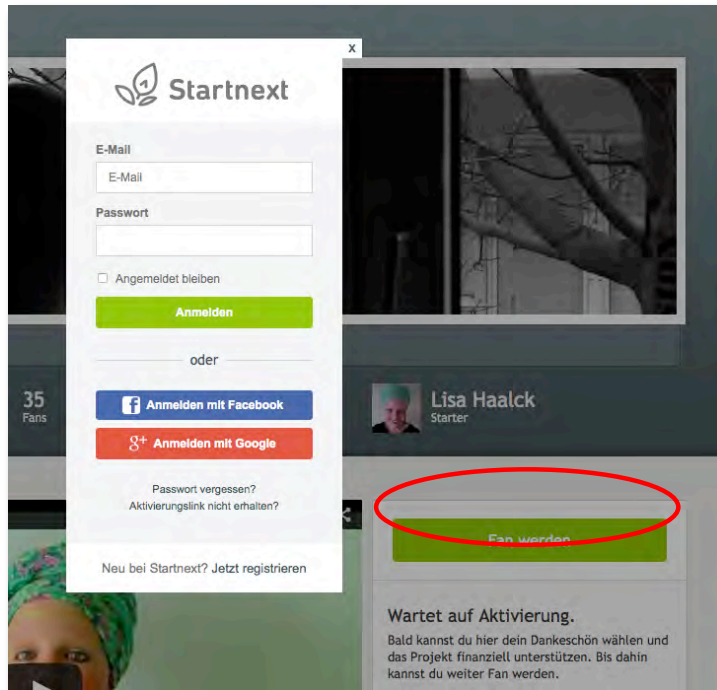 x
Startnext
E-Mail
E-Mail
Passwort
Angemeldet bleiben
Anmelden
oder
f Anmelden mit Facebook
g+ Anmelden mit Google
Passwort vergessen?
Aktivierungslink nicht erhalten?
Neu bei Startnext? Jetzt registrieren
35
Fans
Lisa Haalck
Starter
Fan werden
Wartet auf Aktivierung.
Bald kannst du hier dein Dankeschön wählen und
das Projekt finanziell unterstützen. Bis dahin
kannst du weiter Fan werden.